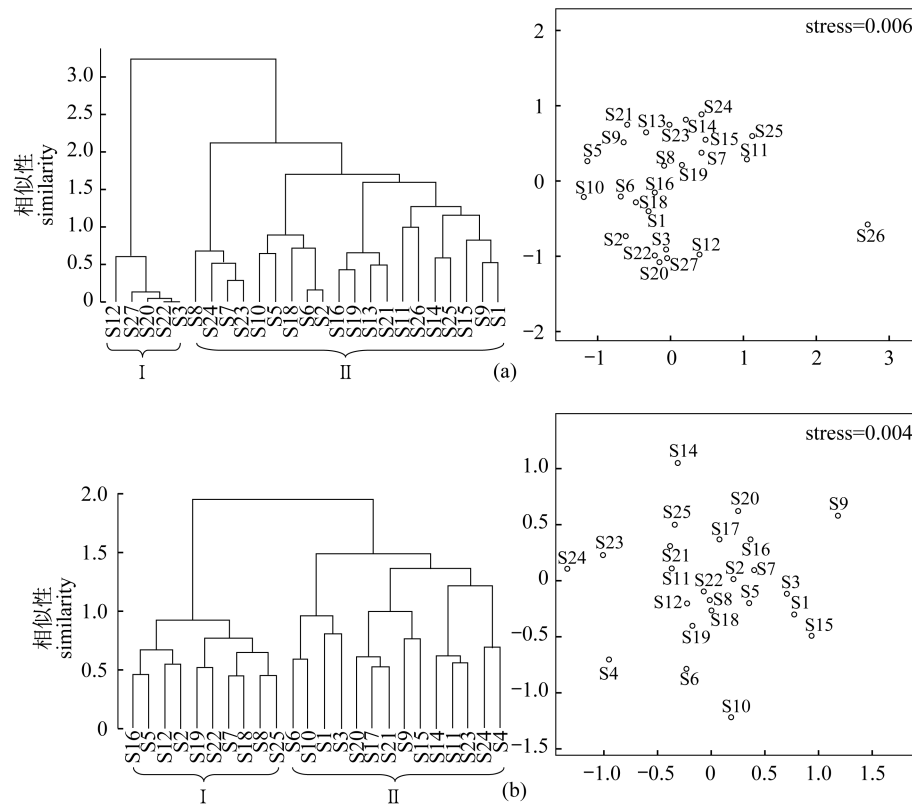 stress=0.006
相似性
similarity
3.0
2.5
2.0
1.5
1.0
0.5
0
S12 S27 S20 S22 S3 S8 S24 S7 S23 S10 S5 S18 S6 S2 S16 S19 S13 S21 S11 S26 S14 S25 S15 S9 S1
Ⅰ
Ⅱ
(a)
2
1
0
−1
−2
S24
S21 S13 S14
S23 S15 S25
S9
S5 S8 S7 S11
S19
S10 S6 S16
S18
S1
S2 S3 S12
S22
S20 S27
S26
−1 0 1 2 3
stress=0.004
相似性
similarity
2.0
1.5
1.0
0.5
0
S16 S5 S12 S2 S19 S22 S7 S18 S8 S25 S6 S10 S1 S3 S20 S17 S21 S9 S15 S14 S11 S23 S24 S4
Ⅰ
Ⅱ
(b)
1.0
0.5
0
−0.5
−1.0
−1.5
S14
S20 S9
S25 S17
S23 S16
S24 S21
S11 S22 S2 S7 S3
S12 S8 S5 S1
S18 S15
S19
S4 S6
S10
−1.0 −0.5 0 0.5 1.0 1.5